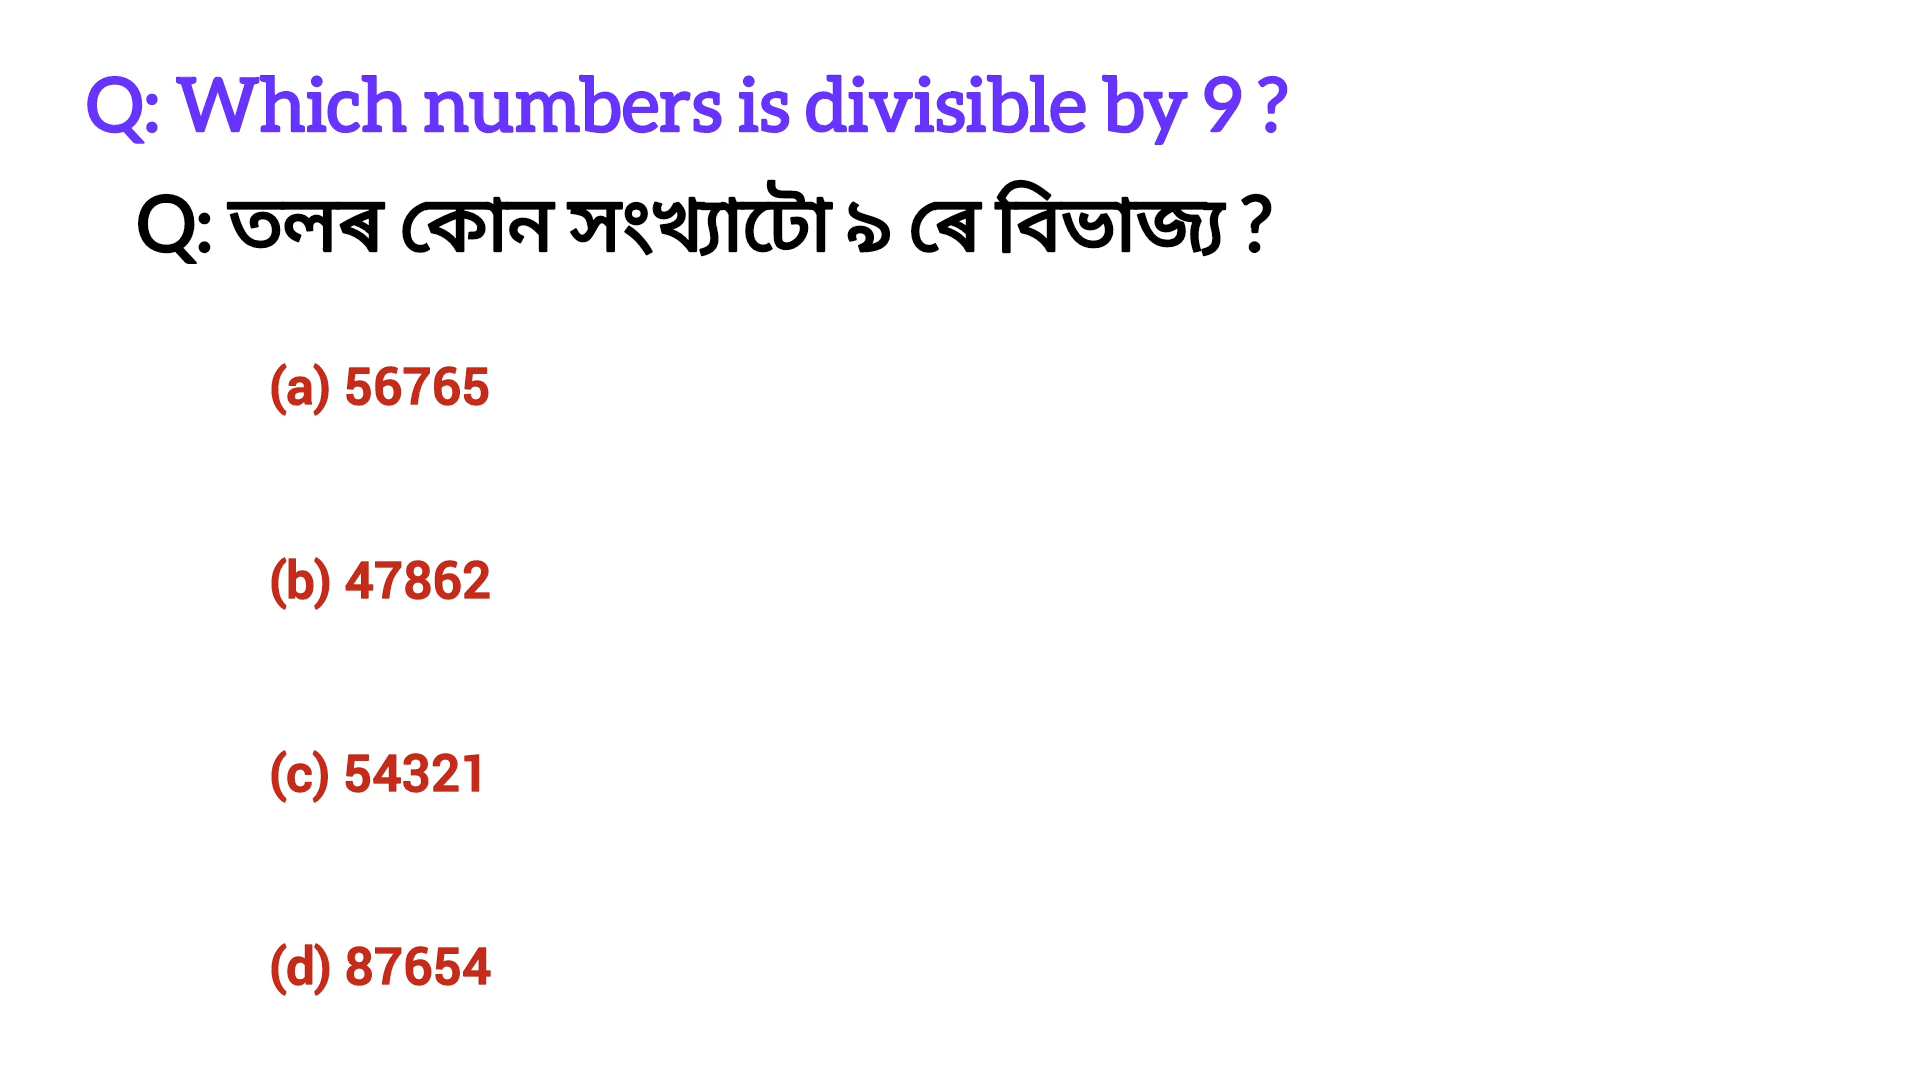 Q: Which numbers is divisible by 9 ?
Q: তলৰ কোন সংখ্যাটো ৯ ৰে বিভাজ্য ?
(a) 56765
(b) 47862
(c) 54321
(d) 87654